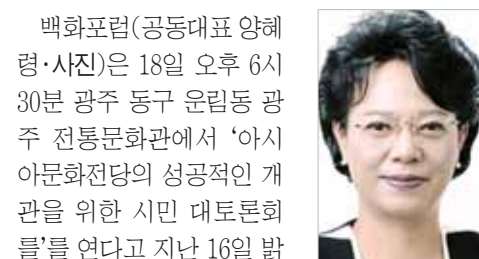 백화포럼(공동대표 양혜
령·사진)은 18일 오후 6시
30분 광주 동구 운림동 광
주 전통문화관에서 ‘아시
아문화전당의 성공적인 개
관을 위한 시민 대토론회
를’를 연다고 지난 16일 밝